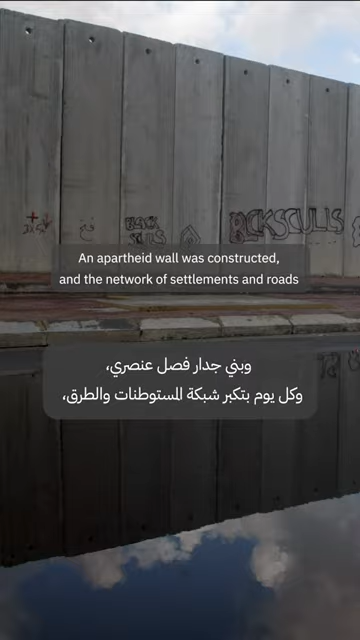 BCKSCULLS
An apartheid wall was constructed,
and the network of settlements and roads
وبني جدار فصل عنصري،
وكل يوم بتكبر شبكة المستوطنات والطرق،